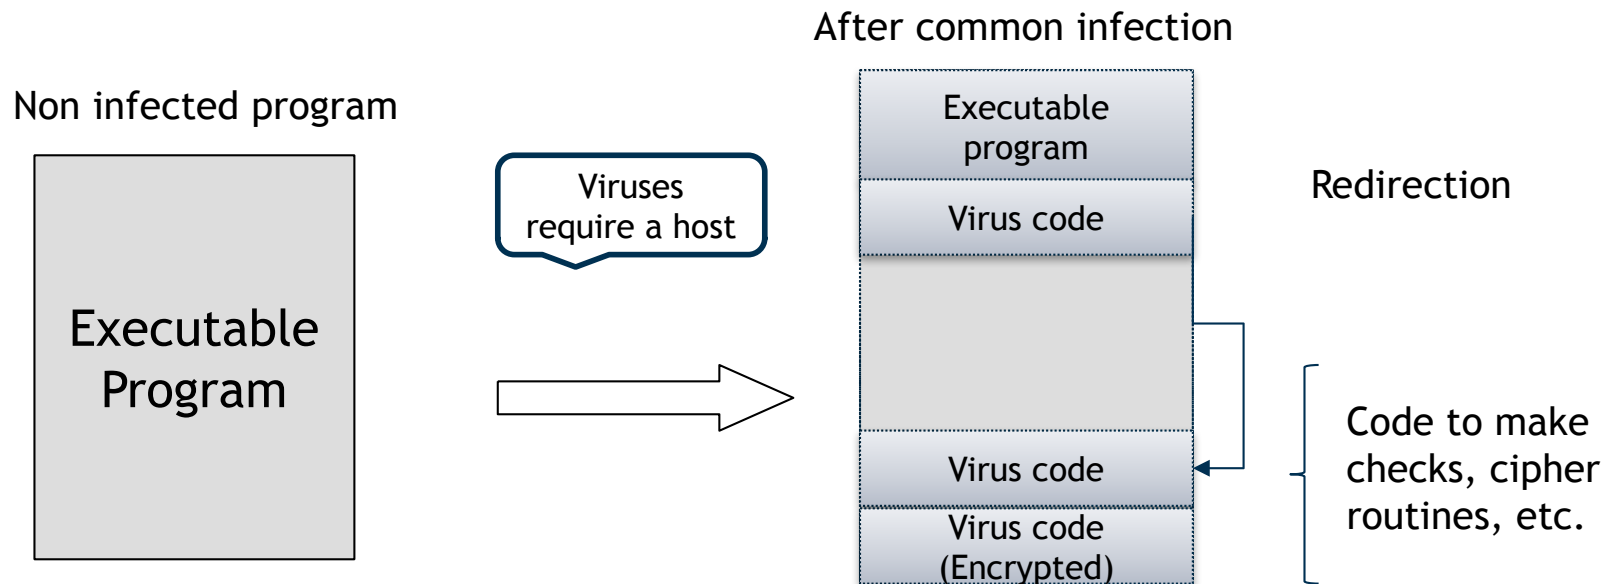 After common infection
Non infected program
Executable
Program
Viruses
require a host
Executable
program
Virus code
Redirection
Virus code
Virus code
(Encrypted)
Code to make
checks, cipher
routines, etc.